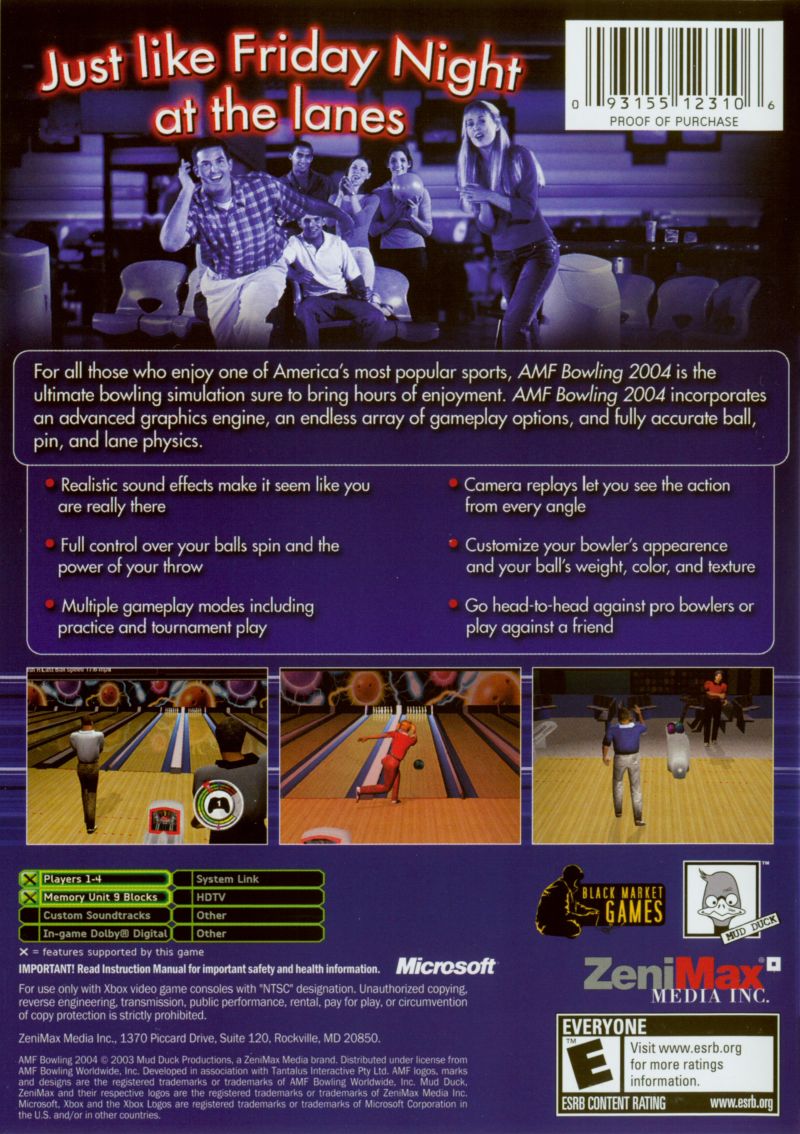 Just like Friday Night
at the lanes
0 93155 12310 6
PROOF OF PURCHASE
For all those who enjoy one of America's most popular sports, AMF Bowling 2004 is the
ultimate bowling simulation sure to bring hours of enjoyment. AMF Bowling 2004 incorporates
an advanced graphics engine, an endless array of gameplay options, and fully accurate ball,
pin, and lane physics.
• Realistic sound effects make it seem like you
are really there
• Full control over your balls spin and the
power of your throw
• Multiple gameplay modes including
practice and tournament play
• Camera replays let you see the action
from every angle
• Customize your bowler's appearence
and your ball's weight, color, and texture
• Go head-to-head against pro bowlers or
play against a friend
Players 1-4
Memory Unit 9 Blocks
Custom Soundtracks
In-game Dolby® Digital
System Link
HDTV
Other
Other
X = features supported by this game
BLACK MARKET
GAMES
MUD DUCK
TM
IMPORTANT! Read Instruction Manual for important safety and health information.
Microsoft
For use only with Xbox video game consoles with "NTSC" designation. Unauthorized copying,
reverse engineering, transmission, public performance, rental, pay for play, or circumvention
of copy protection is strictly prohibited.
ZeniMax Media Inc., 1370 Piccard Drive, Suite 120, Rockville, MD 20850.
AMF Bowling 2004 © 2003 Mud Duck Productions, a ZeniMax Media brand. Distributed under license from
AMF Bowling Worldwide, Inc. Developed in association with Tantalus Interactive Pty Ltd. AMF logos, marks
and designs are the registered trademarks or trademarks of AMF Bowling Worldwide, Inc. Mud Duck,
ZeniMax and their respective logos are the registered trademarks or trademarks of ZeniMax Media Inc.
Microsoft, Xbox and the Xbox Logos are registered trademarks or trademarks of Microsoft Corporation in
the U.S. and/or in other countries.
ZeniMax®
MEDIA INC.
EVERYONE
TM
E
Visit www.esrb.org
for more ratings
information.
ESRB CONTENT RATING www.esrb.org